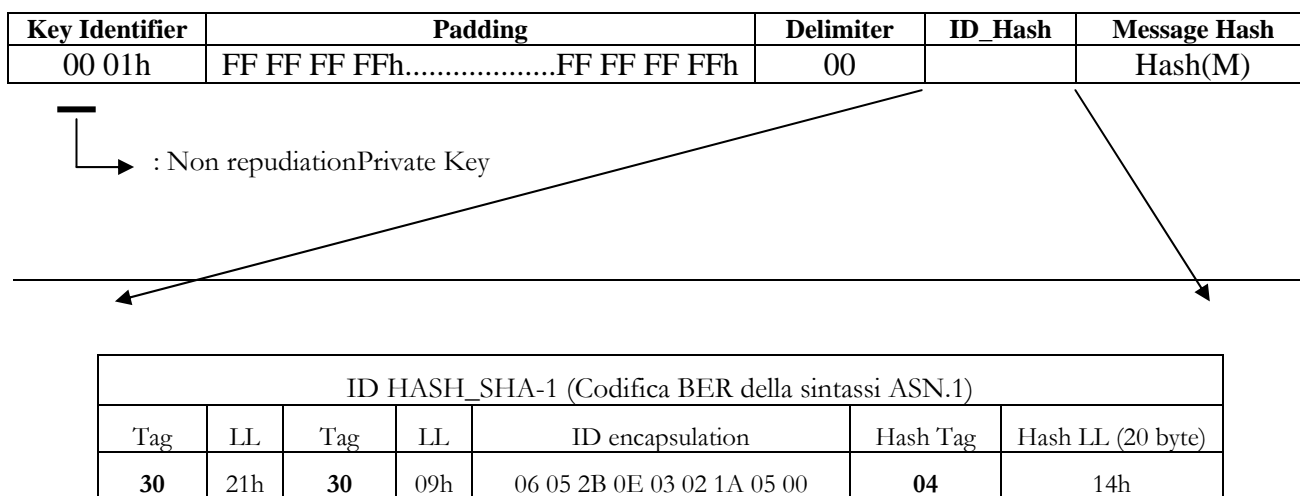 Key Identifier Padding Delimiter ID_Hash Message Hash
00 01h FF FF FF FFh...................FF FF FF FFh 00 Hash(M)
: Non repudiationPrivate Key
ID HASH_SHA-1 (Codifica BER della sintassi ASN.1)
Tag LL Tag LL ID encapsulation Hash Tag Hash LL (20 byte)
30 21h 30 09h 06 05 2B 0E 03 02 1A 05 00 04 14h